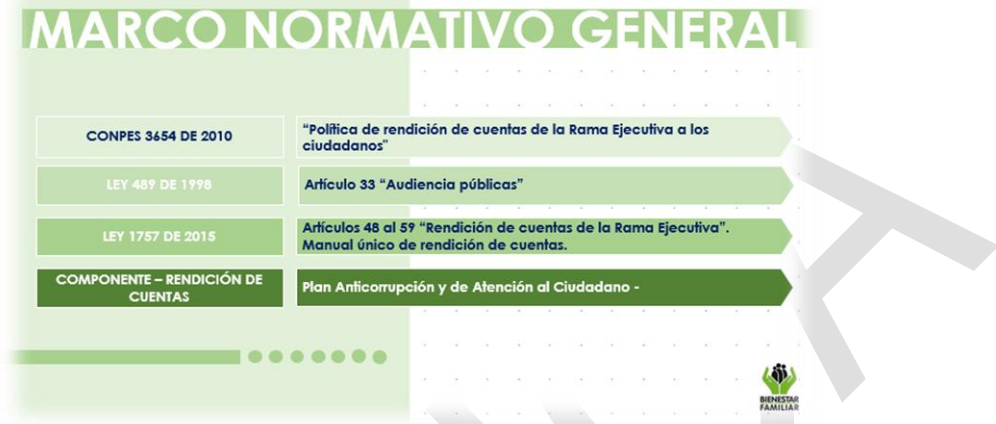 MARCO NORMATIVO GENERAL
CONPES 3654 DE 2010
“Política de rendición de cuentas de la Rama Ejecutiva a los
ciudadanos”
LEY 489 DE 1998
Artículo 33 “Audiencia públicas”
LEY 1757 DE 2015
Artículos 48 al 59 “Rendición de cuentas de la Rama Ejecutiva”.
Manual único de rendición de cuentas.
COMPONENTE – RENDICIÓN DE
CUENTAS
Plan Anticorrupción y de Atención al Ciudadano -
BIENESTAR
FAMILIAR